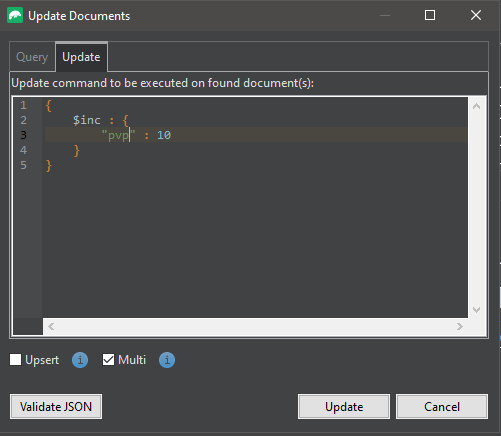 Update Documents
Query Update
Update command to be executed on found document(s):
1 {
2 $inc : {
3 "pvp" : 10
4 }
5 }
Upsert i Multi i
Validate JSON Update Cancel